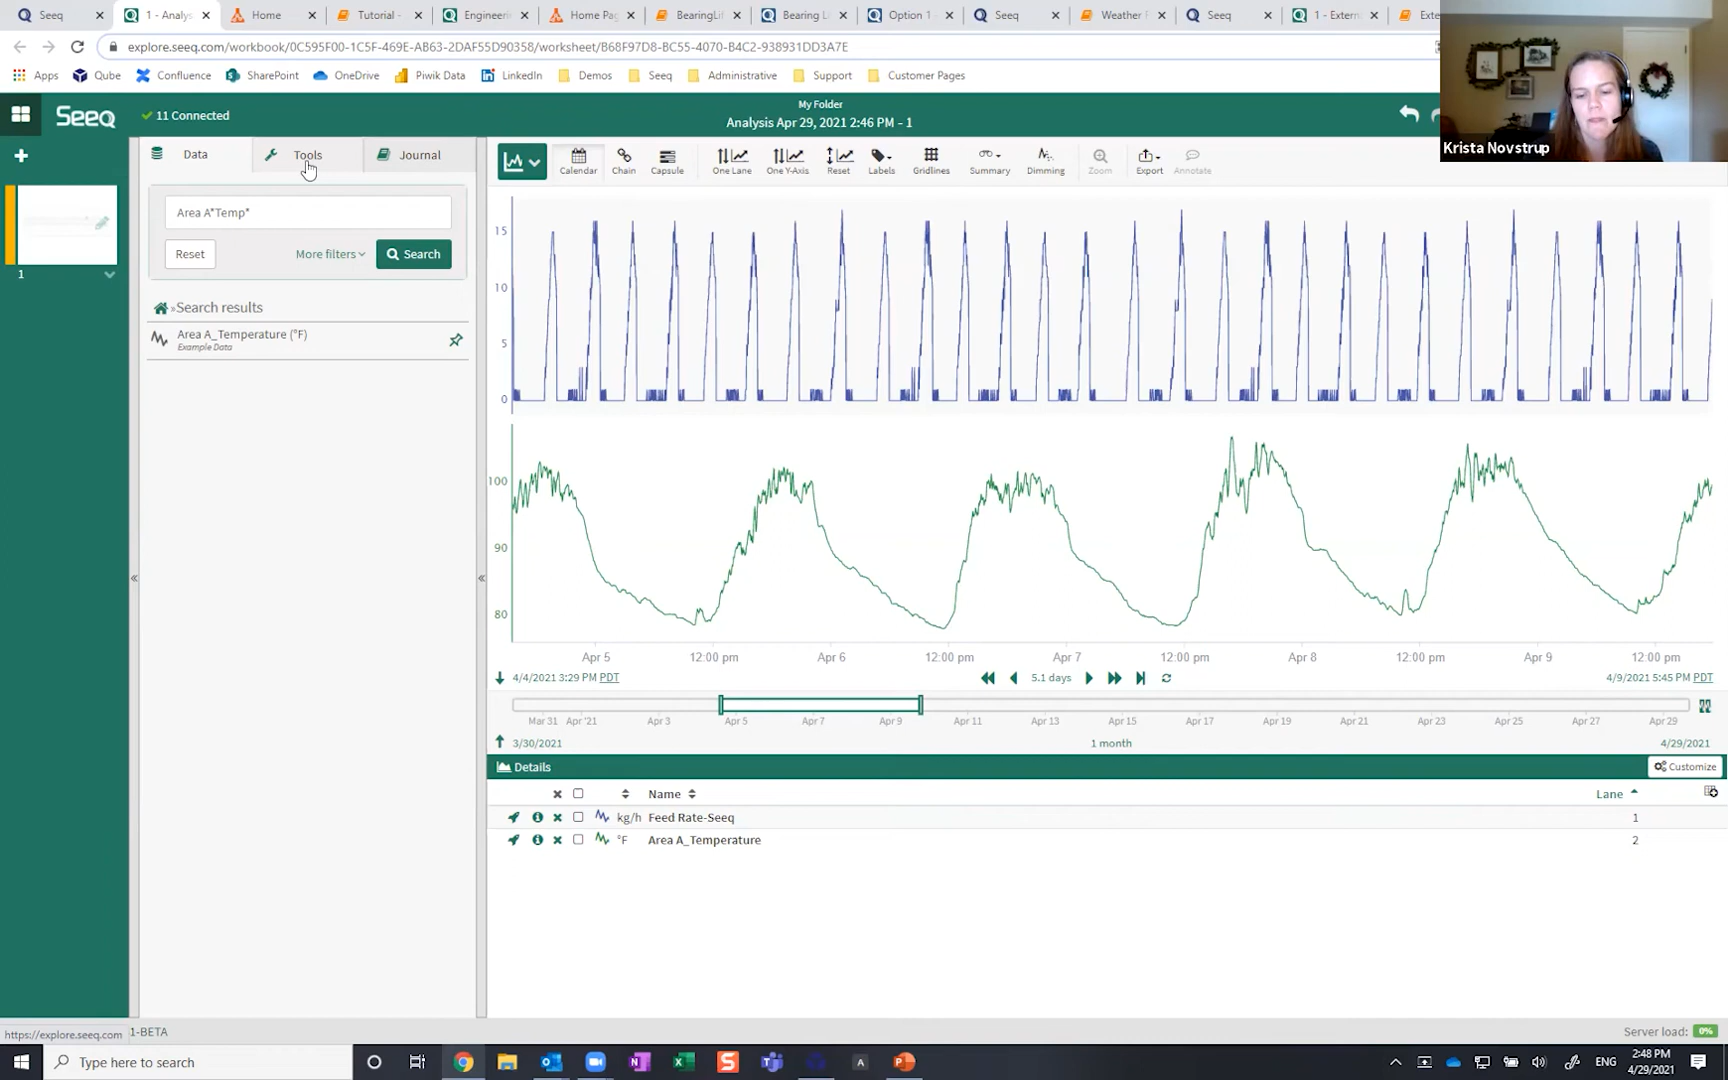 Seeq
1 - Analys
Home
Tutorial -
Engineerin
Home Pag
BearingLif
Bearing Li
Option 1 -
Seeq
Weather F
Seeq
1 - Extern
Exte
explore.seeq.com/workbook/0C595F00-1C5F-469E-AB63-2DAF55D90358/worksheet/B68F97D8-BC55-4070-B4C2-938931DD3A7E
Apps
Qube
Confluence
SharePoint
OneDrive
Piwik Data
LinkedIn
Demos
Seeq
Administrative
Support
Customer Pages
Seeq
11 Connected
My Folder
Analysis Apr 29, 2021 2:46 PM - 1
Krista Novstrup
Data
Tools
Journal
Calendar
Chain
Capsule
One Lane
One Y-Axis
Reset
Labels
Gridlines
Summary
Dimming
Zoom
Export
Annotate
Area A*Temp*
Reset
More filters
Search
1
»Search results
Area A_Temperature (°F)
Example Data
15
10
5
0
100
90
80
Apr 5
12:00 pm
Apr 6
12:00 pm
Apr 7
12:00 pm
Apr 8
12:00 pm
Apr 9
12:00 pm
4/4/2021 3:29 PM PDT
5.1 days
4/9/2021 5:45 PM PDT
Mar 31
Apr '21
Apr 3
Apr 5
Apr 7
Apr 9
Apr 11
Apr 13
Apr 15
Apr 17
Apr 19
Apr 21
Apr 23
Apr 25
Apr 27
Apr 29
3/30/2021
1 month
4/29/2021
Details
Customize
Name
Lane
kg/h Feed Rate-Seeq
1
°F Area A_Temperature
2
https://explore.seeq.com
1-BETA
Server load: 0%
Type here to search
ENG
2:48 PM
4/29/2021